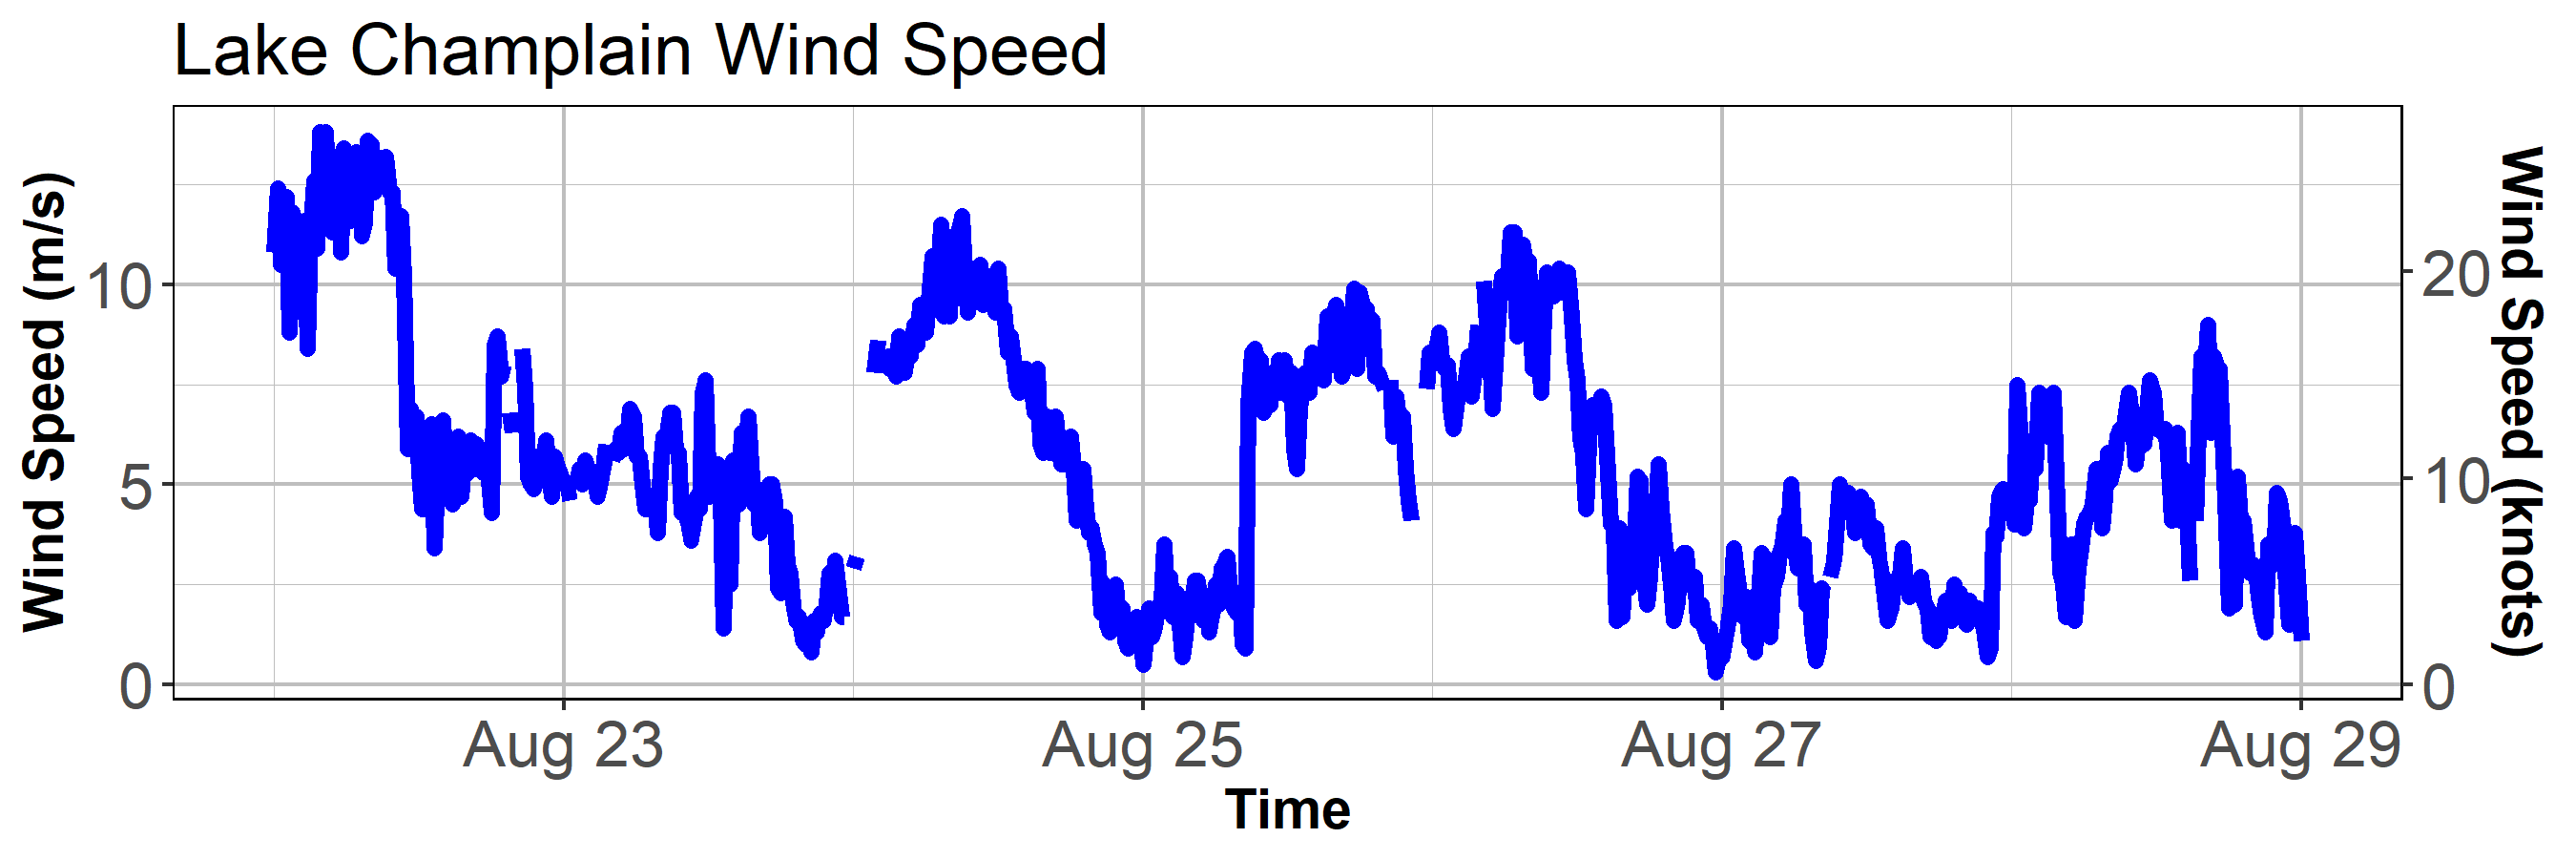 Lake Champlain Wind Speed
Wind Speed (m/s)
10
5
0
20
10
0
Wind Speed (knots)
Aug 23
Aug 25
Aug 27
Aug 29
Time